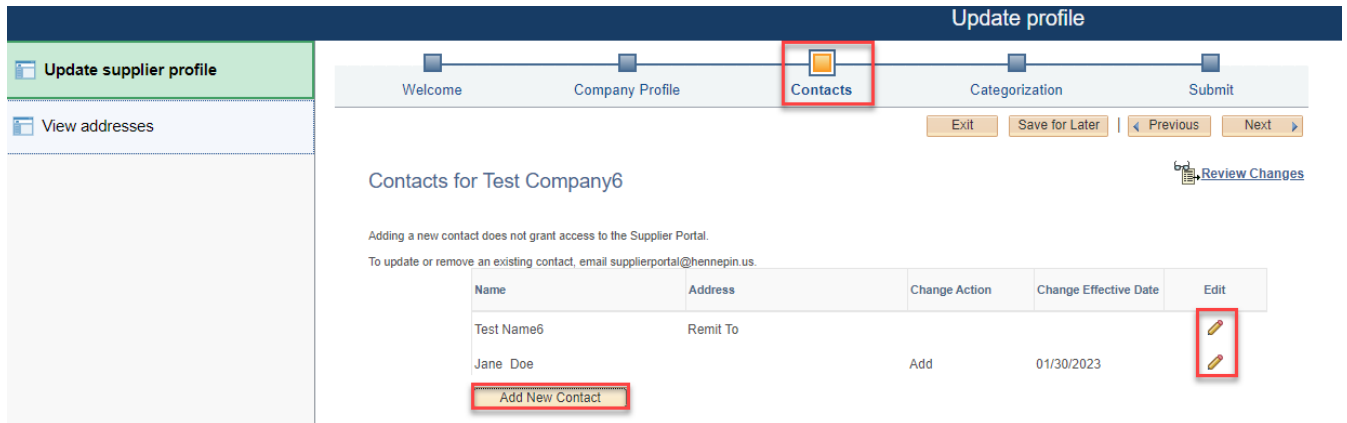 Update profile
Update supplier profile
View addresses
Welcome Company Profile Contacts Categorization Submit
Exit Save for Later | Previous Next
Review Changes
Contacts for Test Company6
Adding a new contact does not grant access to the Supplier Portal.
To update or remove an existing contact, email supplierportal@hennepin.us.
Name Address Change Action Change Effective Date Edit
Test Name6 Remit To
Jane Doe Add 01/30/2023
Add New Contact